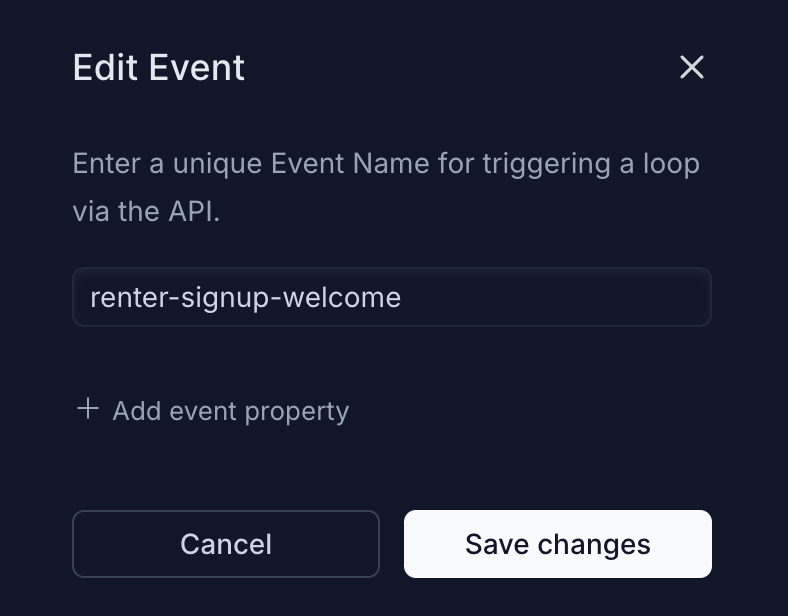 Edit Event
Enter a unique Event Name for triggering a loop
via the API.
renter-signup-welcome
Add event property
Cancel
Save changes